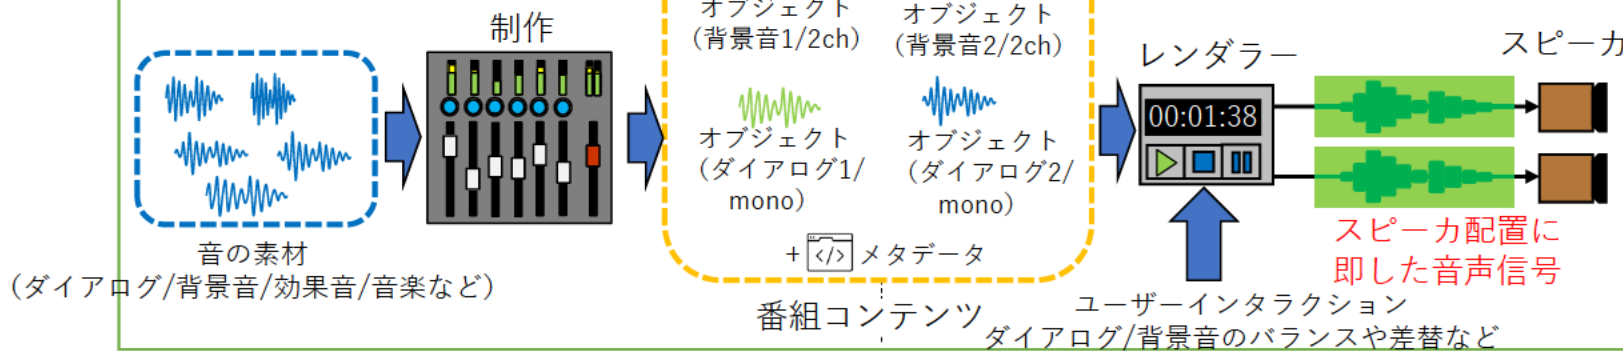 制作
オブジェクト
(背景音1/2ch)
オブジェクト
(背景音2/2ch)
レンダラー
スピーカ
00:01:38
オブジェクト
(ダイアログ1/
mono)
オブジェクト
(ダイアログ2/
mono)
音の素材
(ダイアログ/背景音/効果音/音楽など)
+ </> メタデータ
番組コンテンツ
スピーカ配置に
即した音声信号
ユーザーインタラクション
ダイアログ/背景音のバランスや差替など